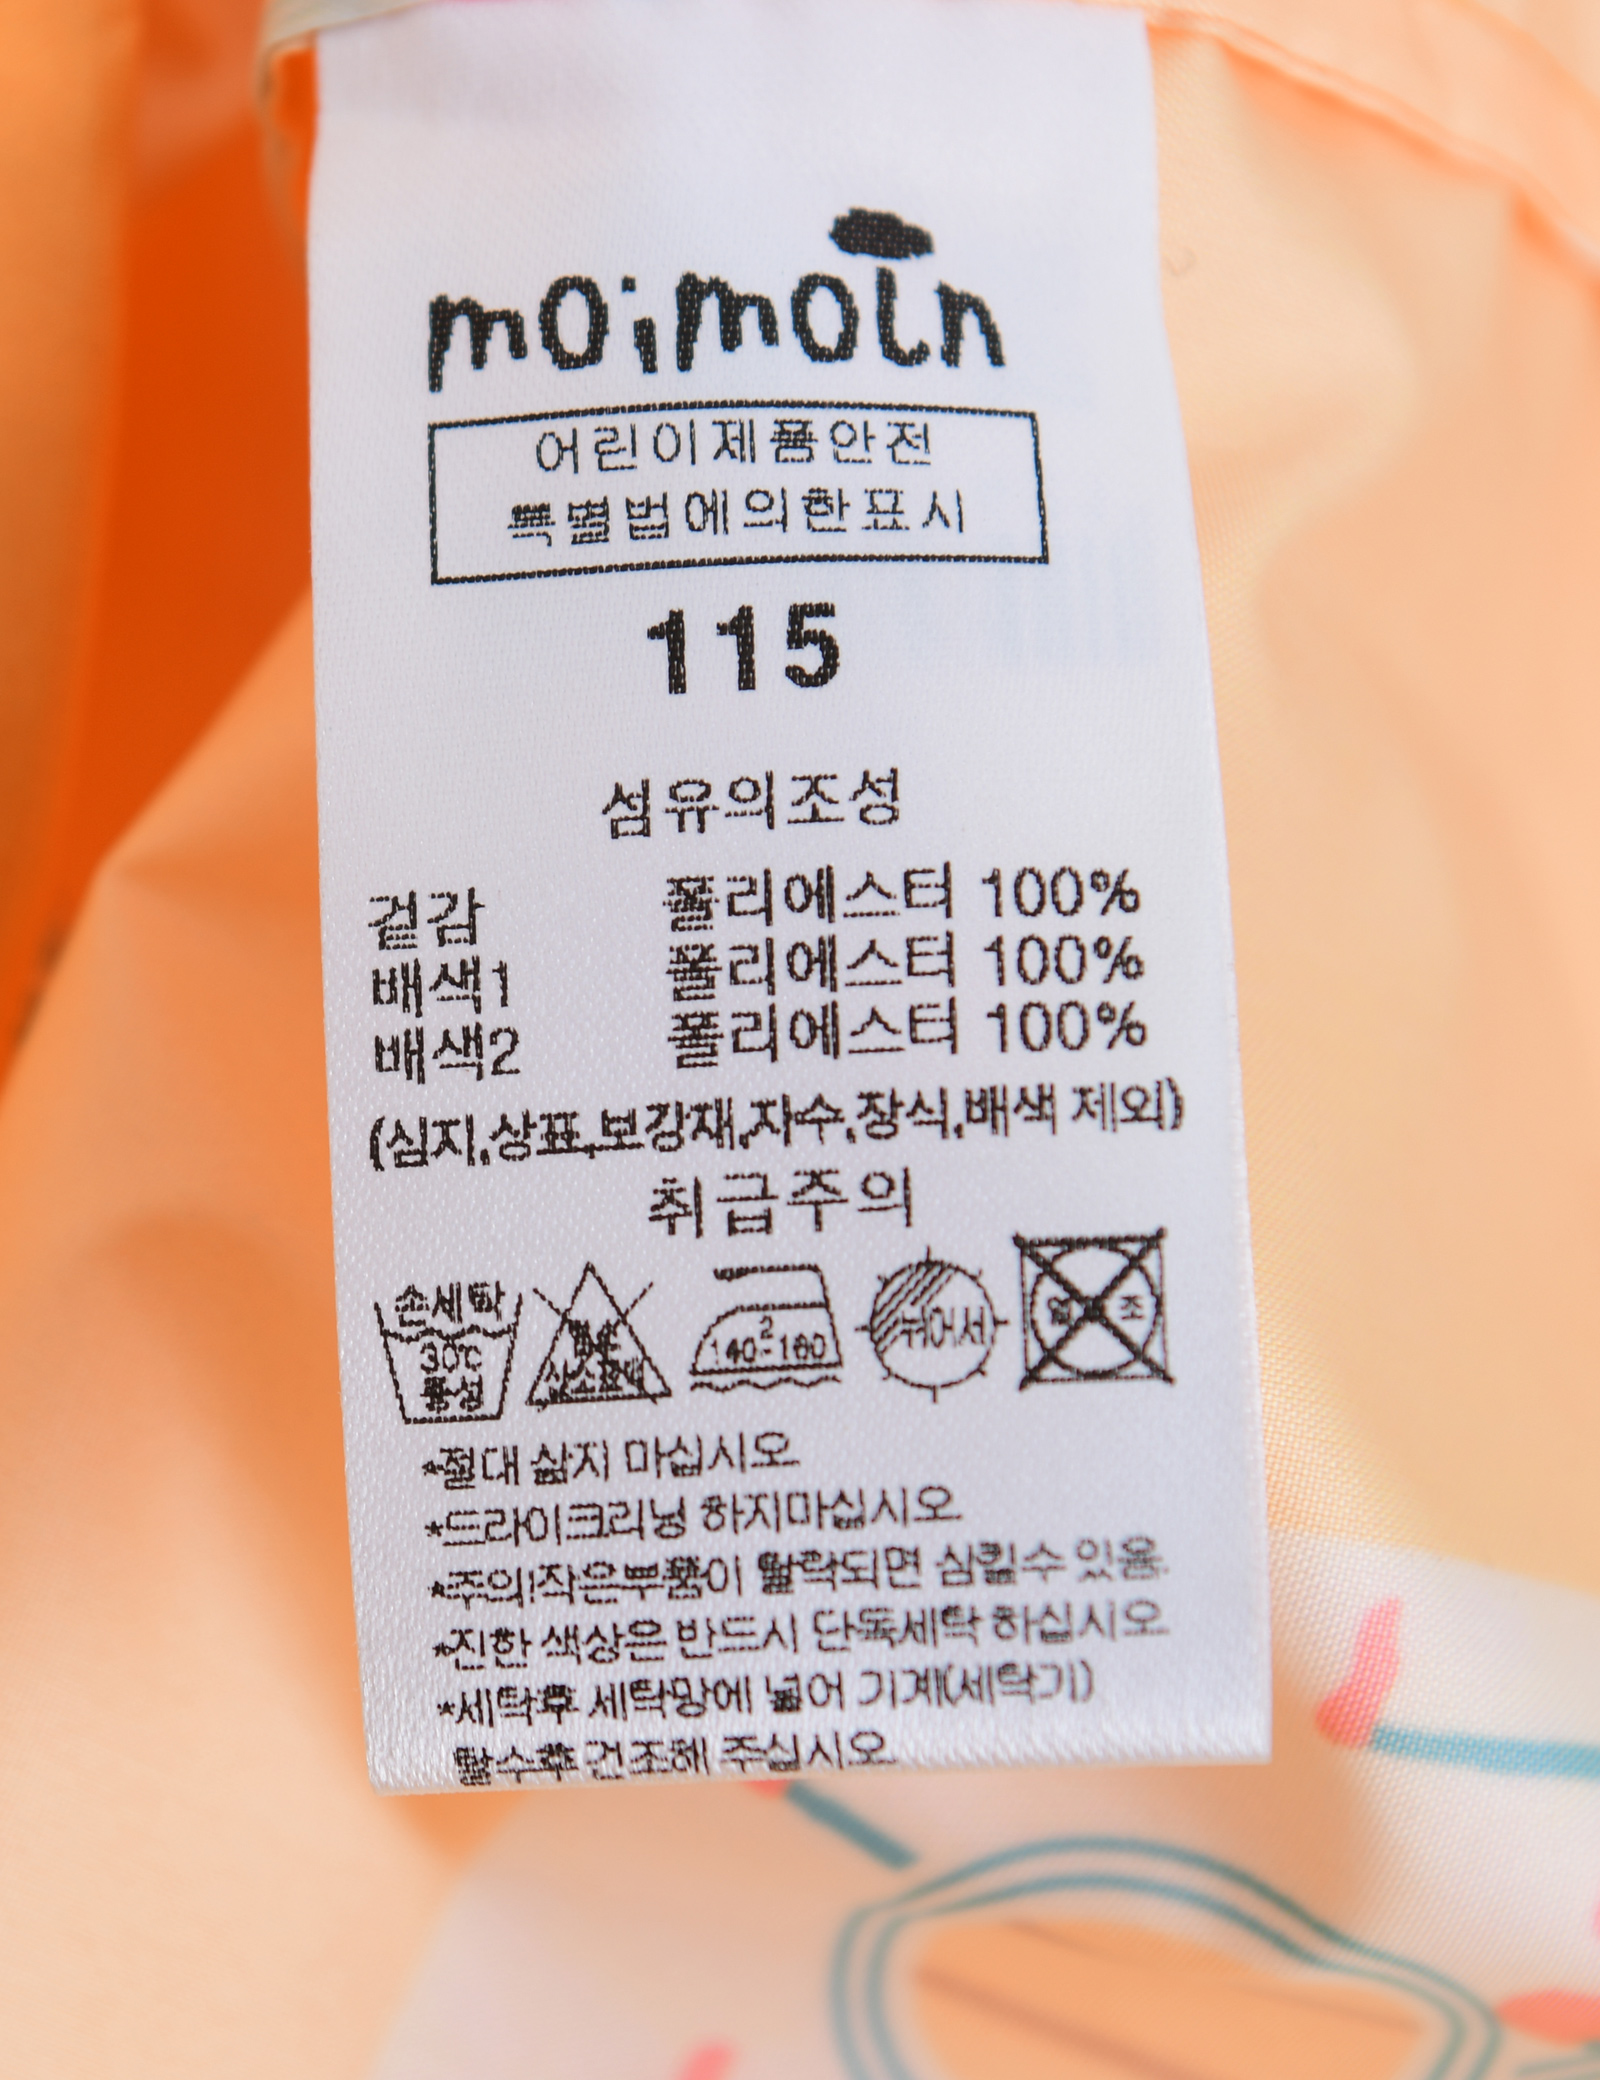 moimoln
어린이제품안전
특별법에의한표시
115
섬유의조성
겉감 폴리에스터 100%
배색1 폴리에스터 100%
배색2 폴리에스터 100%
(심지,상표,보강재,자수,장식,배색 제외)
취급주의
손세탁
30℃
중성
염소표백
2
140-160
뉘어서
조
*절대 삶지 마십시오
*드라이크리닝 하지마십시오
*주의!작은부품이 탈락되면 삼킬수 있음.
*진한 색상은 반드시 단독세탁 하십시오
*세탁후 세탁망에 넣어 기계(세탁기)
탈수후 건조해 주십시오